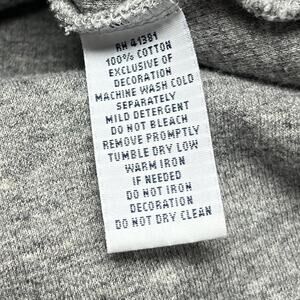 RN 41381
100% COTTON
EXCLUSIVE OF
DECORATION
MACHINE WASH COLD
SEPARATELY
MILD DETERGENT
DO NOT BLEACH
REMOVE PROMPTLY
TUMBLE DRY LOW
WARM IRON
IF NEEDED
DO NOT IRON
DECORATION
DO NOT DRY CLEAN